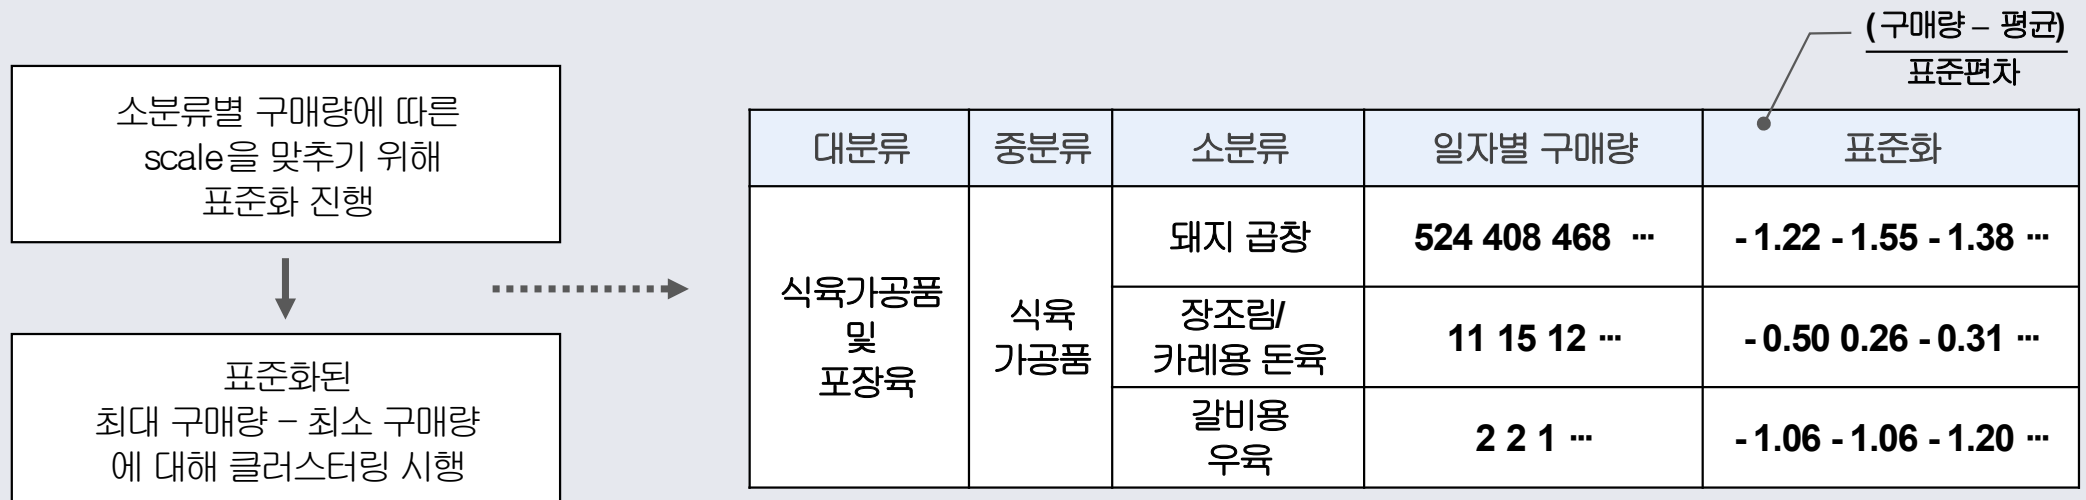 (구매량 – 평균)
표준편차
소분류별 구매량에 따른
scale을 맞추기 위해
표준화 진행
표준화된
최대 구매량 – 최소 구매량
에 대해 클러스터링 시행
대분류 중분류 소분류 일자별 구매량 표준화
식육가공품
및
포장육
식육
가공품
돼지 곱창 524 408 468 ··· - 1.22 - 1.55 - 1.38 ···
장조림/
카레용 돈육
11 15 12 ··· - 0.50 0.26 - 0.31 ···
갈비용
우육
2 2 1 ··· - 1.06 - 1.06 - 1.20 ···